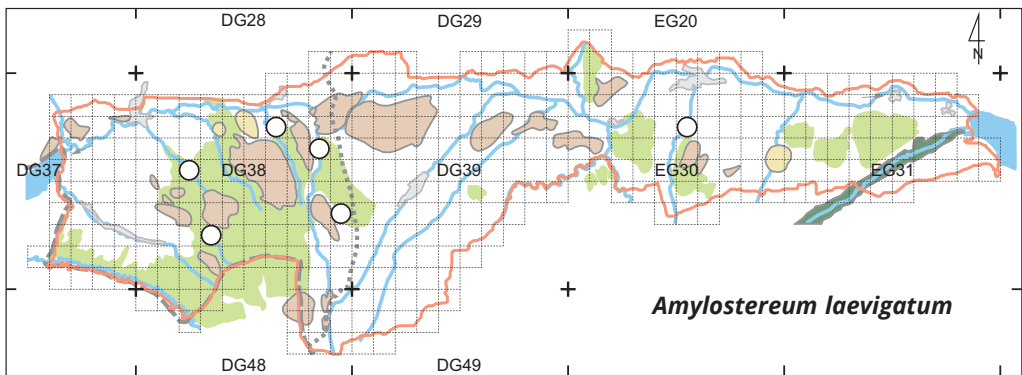 DG28 DG29 EG20
N
DG37 DG38 DG39 EG30 EG31
Amylostereum laevigatum
DG48 DG49